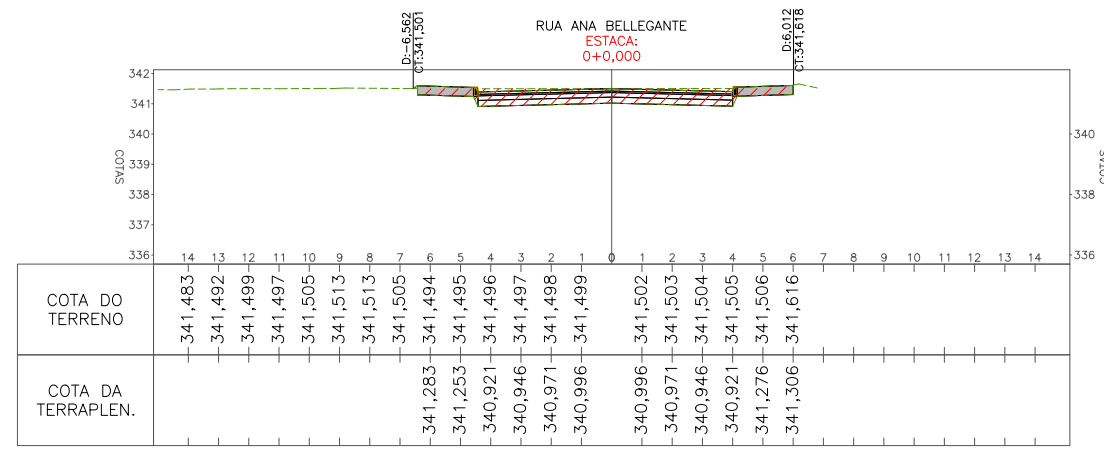 RUA ANA BELLEGANTE
ESTACA:
0+0,000
D:-6,562
CT:341,501
D:6,012
CT:341,618
342
341
340
339
338
337
336
COTAS
340
338
336
COTAS
14 13 12 11 10 9 8 7 6 5 4 3 2 1 0 1 2 3 4 5 6 7 8 9 10 11 12 13 14
COTA DO
TERRENO
341,483 341,492 341,499 341,497 341,505 341,513 341,513 341,505 341,494 341,495 341,496 341,497 341,498 341,499 341,502 341,503 341,504 341,505 341,506 341,616
COTA DA
TERRAPLEN.
341,283 341,253 340,921 340,946 340,971 340,996 340,996 340,971 340,946 340,921 341,276 341,306